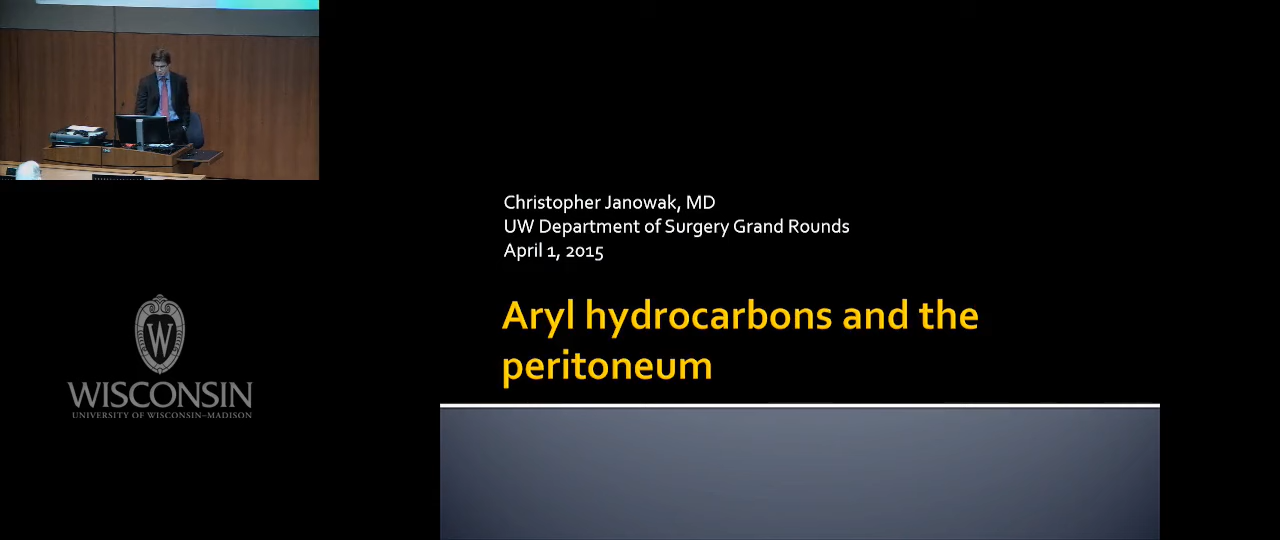 Christopher Janowak, MD
UW Department of Surgery Grand Rounds
April 1, 2015
Aryl hydrocarbons and the
peritoneum
W
WISCONSIN
UNIVERSITY OF WISCONSIN–MADISON